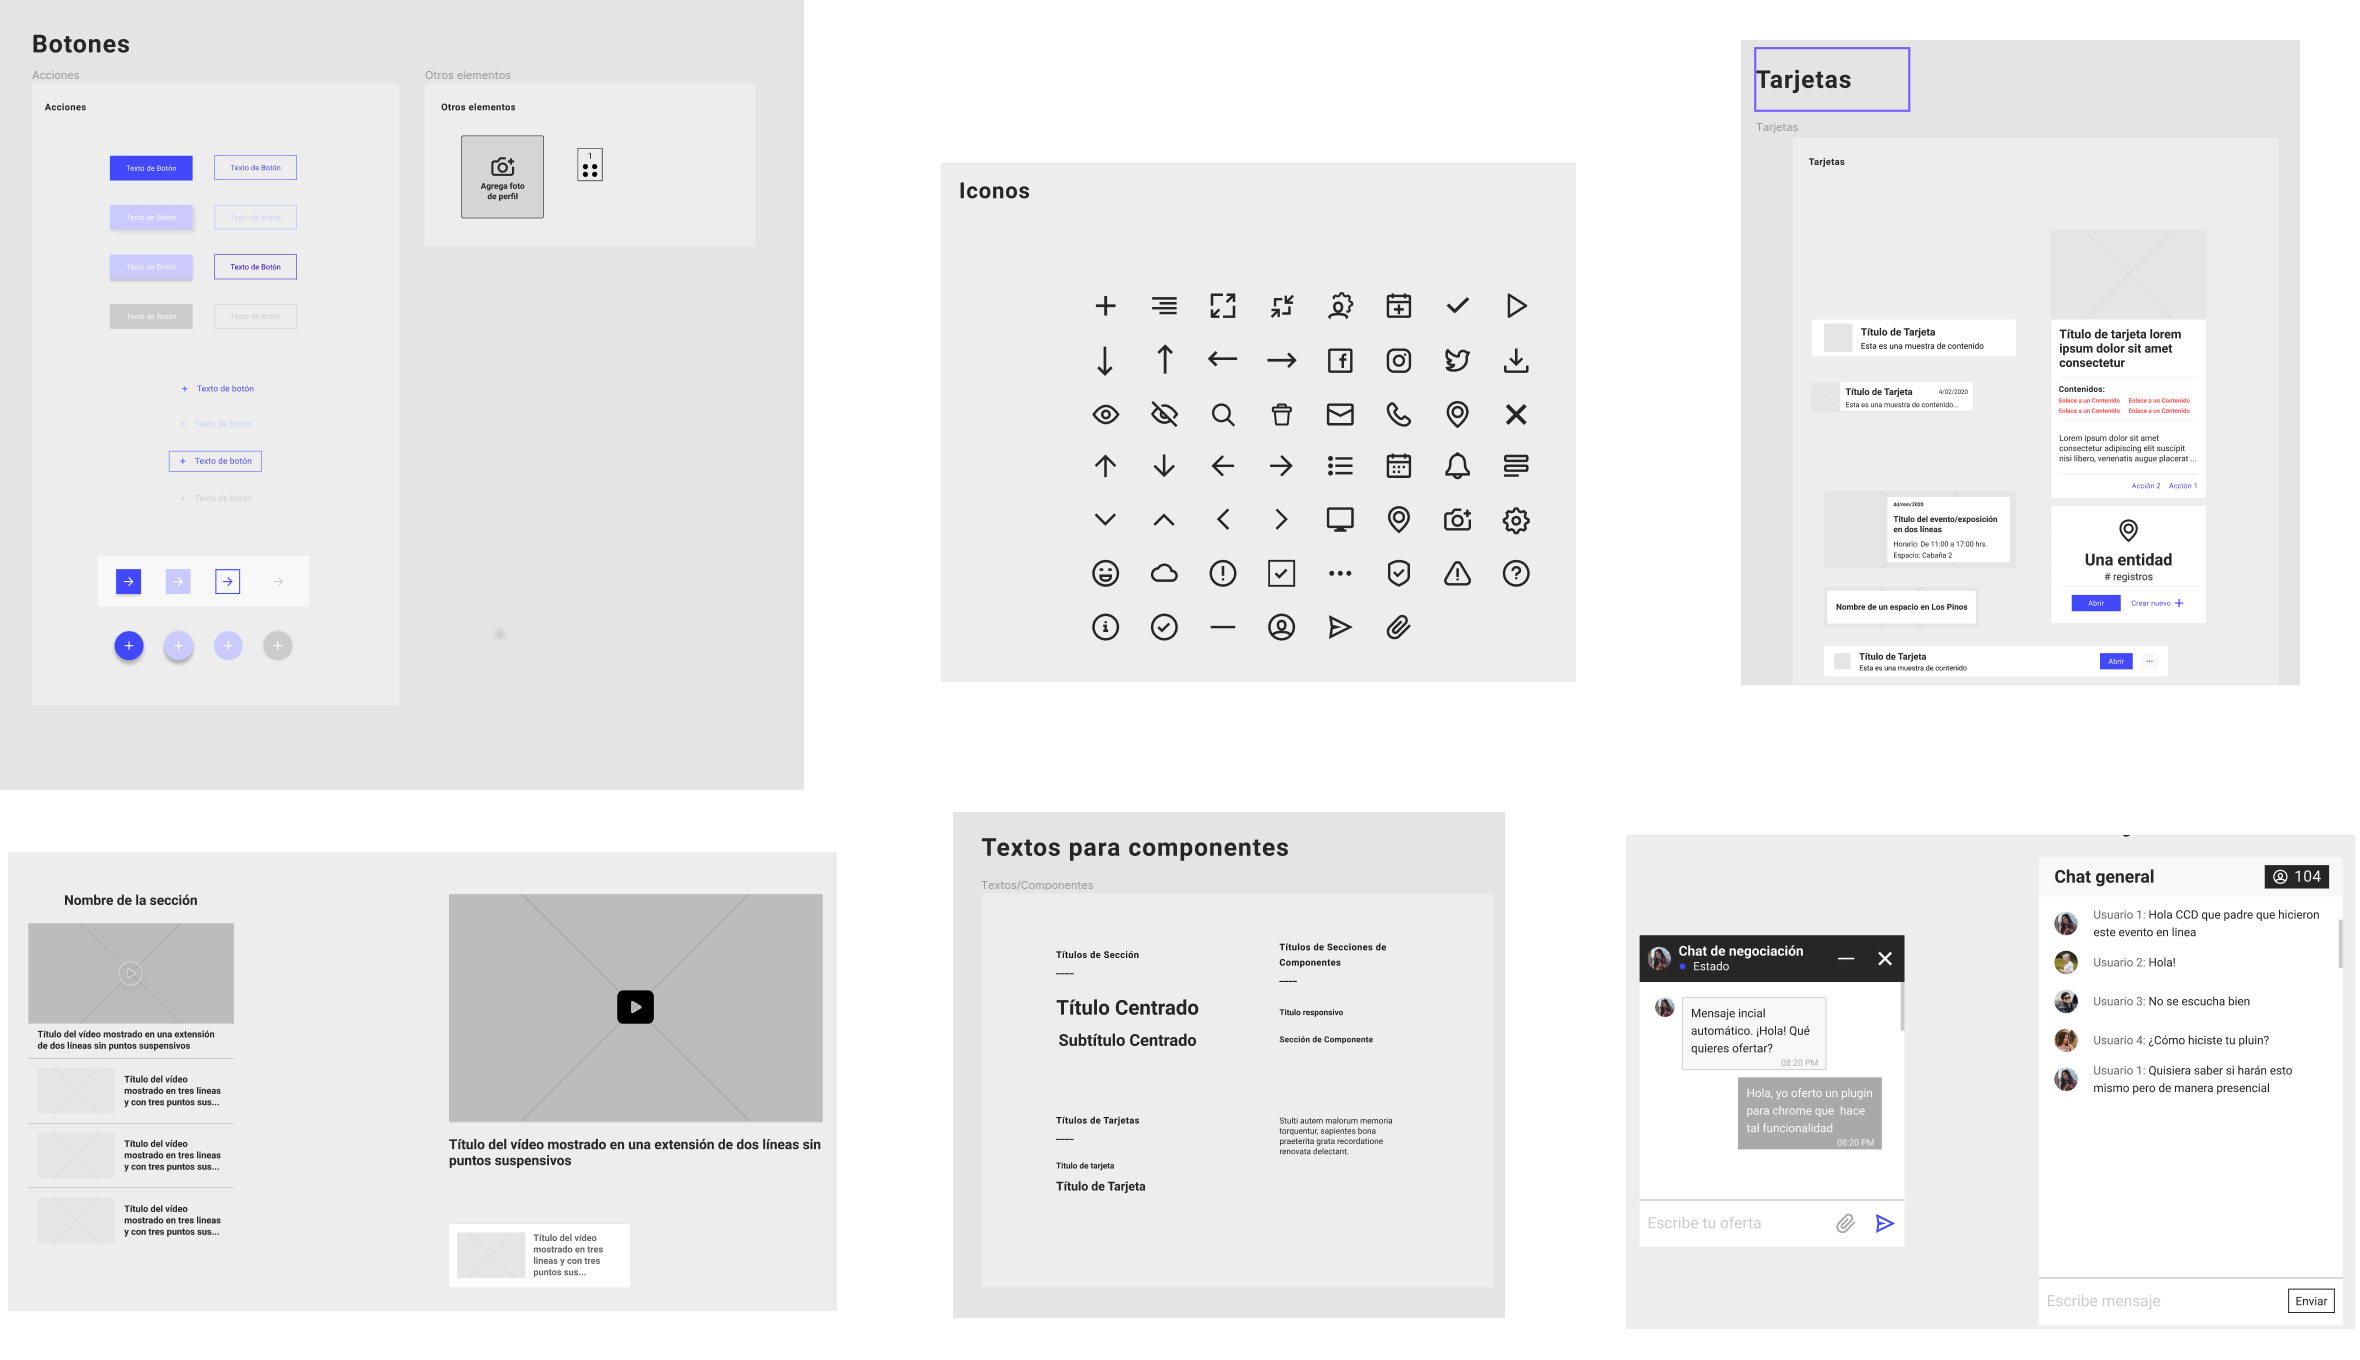 Botones
Acciones
Acciones
Texto de Botón
Texto de Botón
Texto de Botón
Texto de Botón
Texto de Botón
Texto de Botón
Texto de Botón
Texto de Botón
+ Texto de botón
+ Texto de botón
+ Texto de botón
+ Texto de botón
Otros elementos
Otros elementos
Agrega foto
de perfil
1
Iconos
Tarjetas
Tarjetas
Tarjetas
Título de Tarjeta
Esta es una muestra de contenido
Título de Tarjeta 4/02/2020
Esta es una muestra de contenido...
dd/mm/2020
Título del evento/exposición
en dos líneas
Horario: De 11:00 a 17:00 hrs.
Espacio: Cabaña 2
Nombre de un espacio en Los Pinos
Título de Tarjeta
Esta es una muestra de contenido
Abrir
...
Título de tarjeta lorem
ipsum dolor sit amet
consectetur
Contenidos:
Enlace a un Contenido Enlace a un Contenido
Enlace a un Contenido Enlace a un Contenido
Lorem ipsum dolor sit amet
consectetur adipiscing elit suscipit
nisi libero, venenatis augue placerat ...
Acción 2 Acción 1
Una entidad
# registros
Abrir Crear nuevo +
Nombre de la sección
Título del vídeo mostrado en una extensión
de dos líneas sin puntos suspensivos
Título del vídeo
mostrado en tres lineas
y con tres puntos sus...
Título del vídeo
mostrado en tres lineas
y con tres puntos sus...
Título del vídeo
mostrado en tres lineas
y con tres puntos sus...
Título del vídeo mostrado en una extensión de dos líneas sin
puntos suspensivos
Título del vídeo
mostrado en tres
lineas y con tres
puntos sus...
Textos para componentes
Textos/Componentes
Títulos de Sección
____
Título Centrado
Subtítulo Centrado
Títulos de Secciones de
Componentes
____
Titulo responsivo
Sección de Componente
Títulos de Tarjetas
____
Titulo de tarjeta
Título de Tarjeta
Stulti autem malorum memoria
torquentur, sapientes bona
praeterita grata recordatione
renovata delectant.
Chat de negociación
Estado
Mensaje incial
automático. ¡Hola! Qué
quieres ofertar?
08:20 PM
Hola, yo oferto un plugin
para chrome que hace
tal funcionalidad
08:20 PM
Escribe tu oferta
Chat general 104
Usuario 1: Hola CCD que padre que hicieron
este evento en linea
Usuario 2: Hola!
Usuario 3: No se escucha bien
Usuario 4: ¿Cómo hiciste tu pluin?
Usuario 1: Quisiera saber si harán esto
mismo pero de manera presencial
Escribe mensaje
Enviar